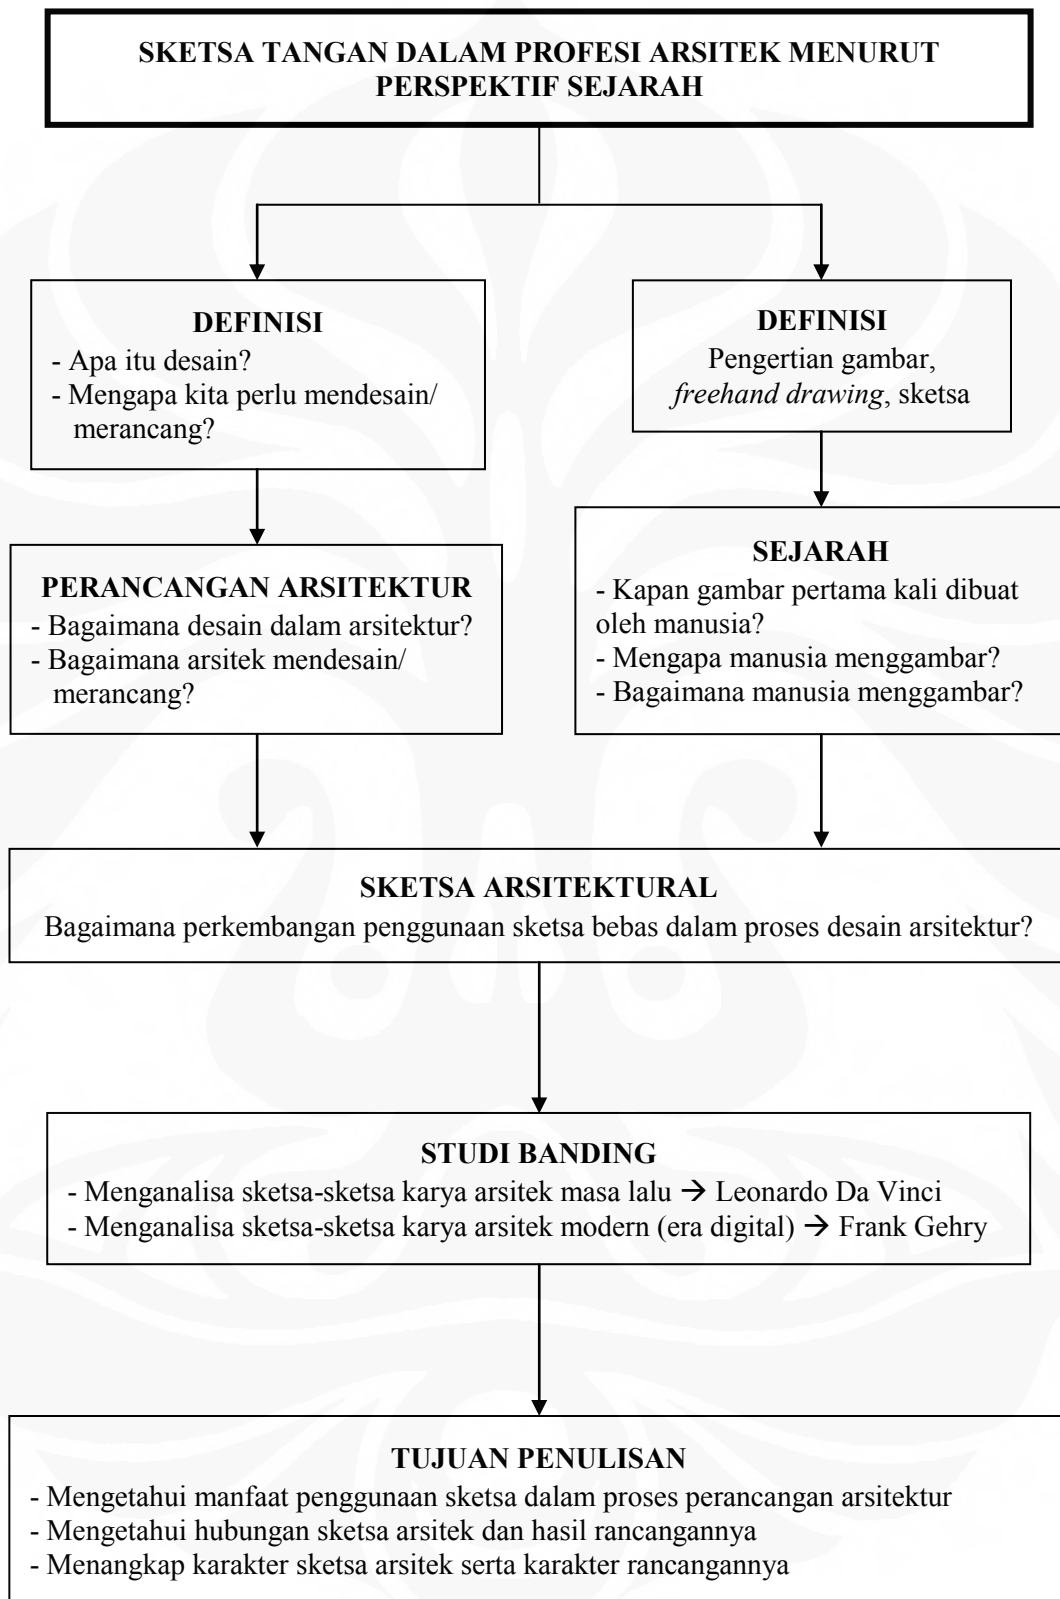 SKETSA TANGAN DALAM PROFESI ARSITEK MENURUT
PERSPEKTIF SEJARAH
DEFINISI
- Apa itu desain?
- Mengapa kita perlu mendesain/
merancang?
DEFINISI
Pengertian gambar,
freehand drawing, sketsa
PERANCANGAN ARSITEKTUR
- Bagaimana desain dalam arsitektur?
- Bagaimana arsitek mendesain/
merancang?
SEJARAH
- Kapan gambar pertama kali dibuat
oleh manusia?
- Mengapa manusia menggambar?
- Bagaimana manusia menggambar?
SKETSA ARSITEKTURAL
Bagaimana perkembangan penggunaan sketsa bebas dalam proses desain arsitektur?
STUDI BANDING
- Menganalisa sketsa-sketsa karya arsitek masa lalu → Leonardo Da Vinci
- Menganalisa sketsa-sketsa karya arsitek modern (era digital) → Frank Gehry
TUJUAN PENULISAN
- Mengetahui manfaat penggunaan sketsa dalam proses perancangan arsitektur
- Mengetahui hubungan sketsa arsitek dan hasil rancangannya
- Menangkap karakter sketsa arsitek serta karakter rancangannya